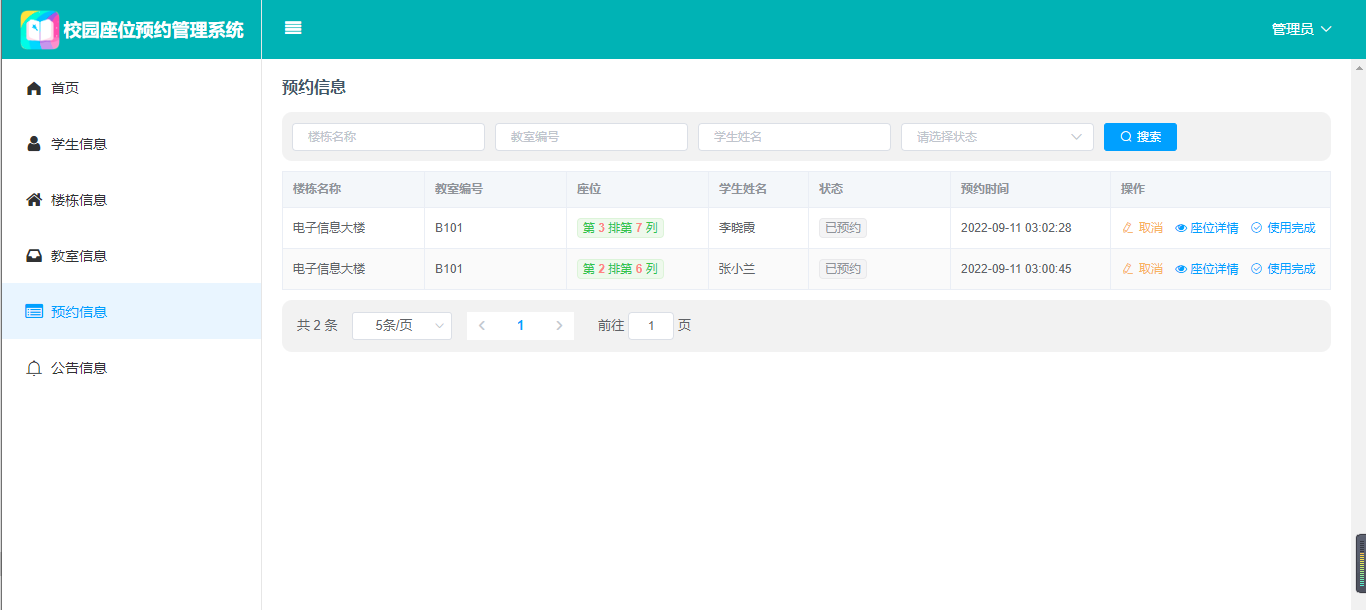 校园座位预约管理系统
管理员
首页
学生信息
楼栋信息
教室信息
预约信息
公告信息
预约信息
楼栋名称 教室编号 学生姓名 请选择状态 搜索
楼栋名称 教室编号 座位 学生姓名 状态 预约时间 操作
电子信息大楼 B101 第 3 排第 7 列 李晓霞 已预约 2022-09-11 03:02:28 取消 座位详情 使用完成
电子信息大楼 B101 第 2 排第 6 列 张小兰 已预约 2022-09-11 03:00:45 取消 座位详情 使用完成
共 2 条 5条/页 1 前往 1 页